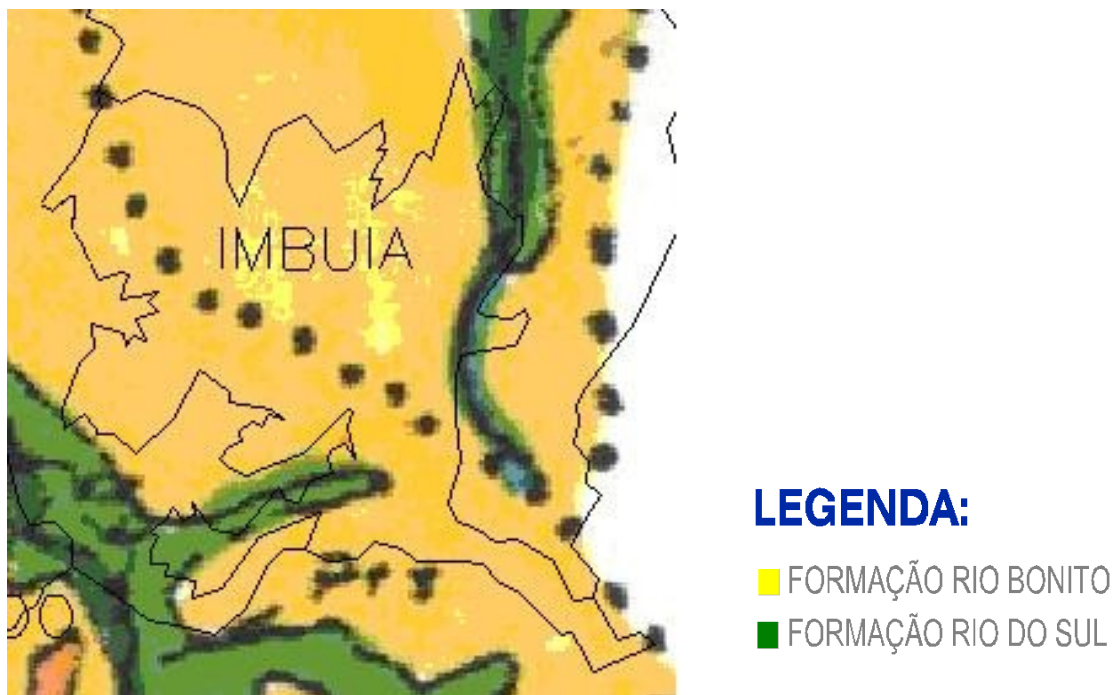 IMBUIA
LEGENDA:
FORMAÇÃO RIO BONITO
FORMAÇÃO RIO DO SUL